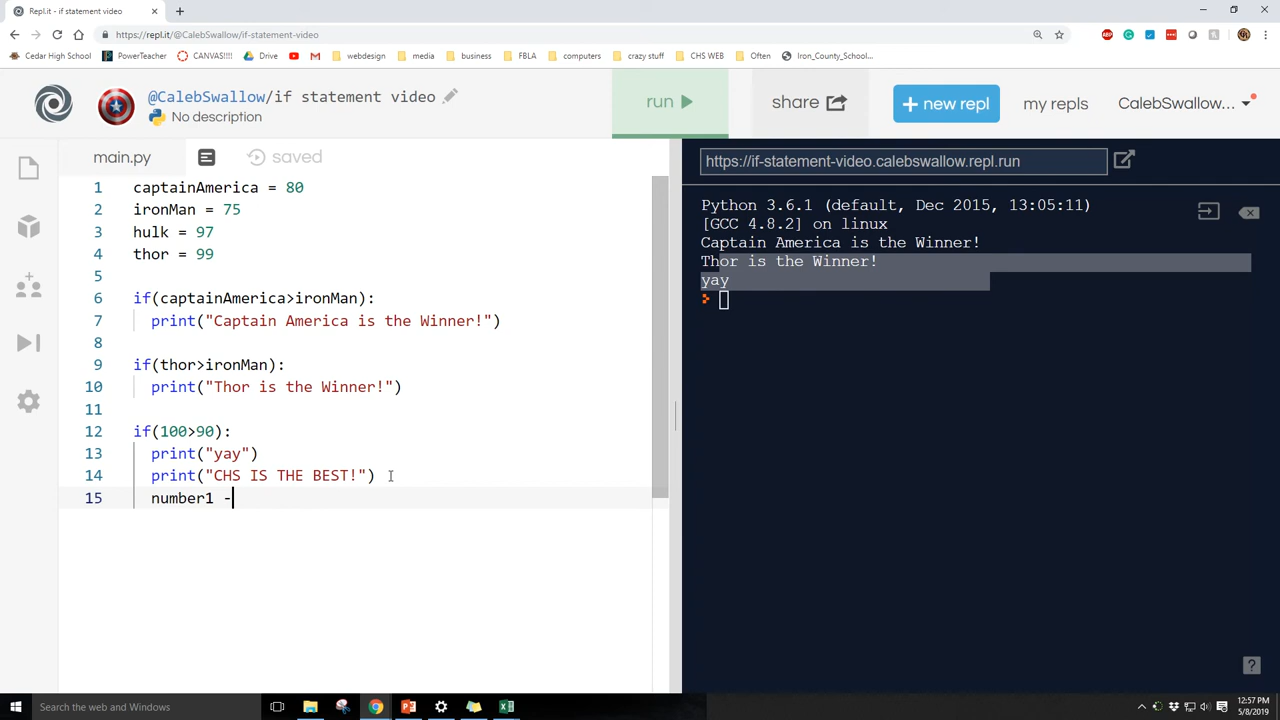 Repl.it - if statement video
https://repl.it/@CalebSwallow/if-statement-video
Cedar High School
PowerTeacher
CANVAS!!!!
Drive
webdesign
media
business
FBLA
computers
crazy stuff
CHS WEB
Often
Iron_County_School...
@CalebSwallow/if statement video
No description
run
share
+ new repl
my repls
CalebSwallow...
main.py
saved
https://if-statement-video.calebswallow.repl.run
1 captainAmerica = 80
2 ironMan = 75
3 hulk = 97
4 thor = 99
5
6 if(captainAmerica>ironMan):
7 print("Captain America is the Winner!")
8
9 if(thor>ironMan):
10 print("Thor is the Winner!")
11
12 if(100>90):
13 print("yay")
14 print("CHS IS THE BEST!")
15 number1 -
Python 3.6.1 (default, Dec 2015, 13:05:11)
[GCC 4.8.2] on linux
Captain America is the Winner!
Thor is the Winner!
yay
?
Search the web and Windows
12:57 PM
5/8/2019